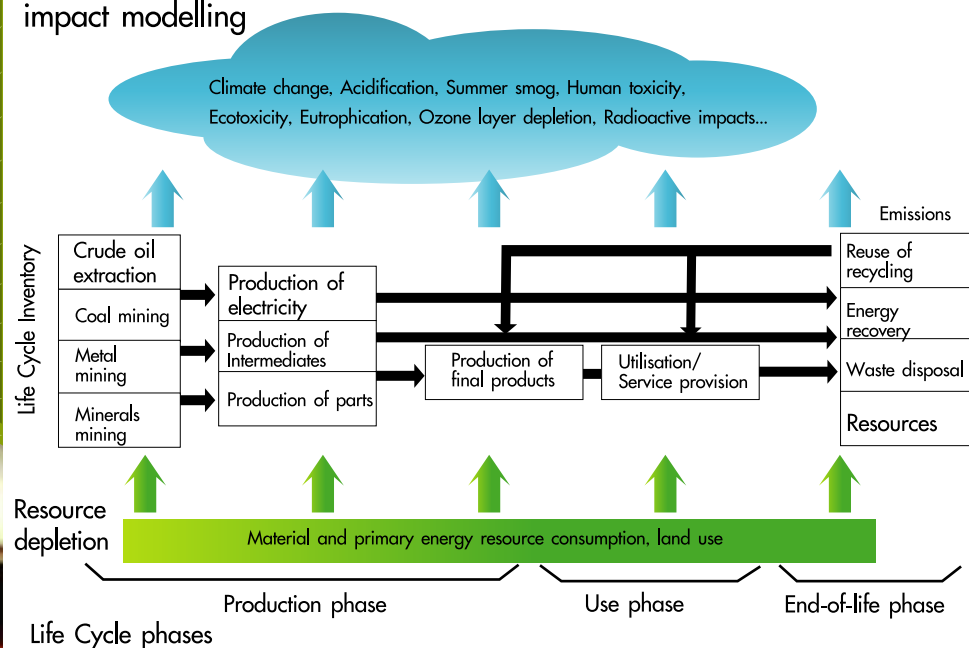 impact modelling
Climate change, Acidification, Summer smog, Human toxicity,
Ecotoxicity, Eutrophication, Ozone layer depletion, Radioactive impacts...
Emissions
Life Cycle Inventory
Crude oil
extraction
Coal mining
Metal
mining
Minerals
mining
Production of
electricity
Production of
Intermediates
Production of parts
Production of
final products
Utilisation/
Service provision
Reuse of
recycling
Energy
recovery
Waste disposal
Resources
Resource
depletion
Material and primary energy resource consumption, land use
Production phase
Use phase
End-of-life phase
Life Cycle phases